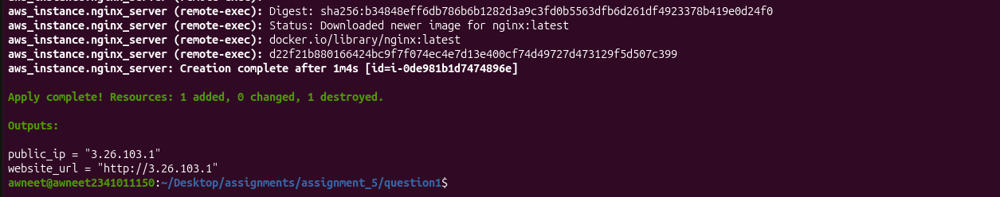 aws_instance.nginx_server (remote-exec): Digest: sha256:b34848eff6db786b6b1282d3a9c3fd0b5563dfb6d261df4923378b419e0d24f0
aws_instance.nginx_server (remote-exec): Status: Downloaded newer image for nginx:latest
aws_instance.nginx_server (remote-exec): docker.io/library/nginx:latest
aws_instance.nginx_server (remote-exec): d22f21b880166424bc9f7f074ec4e7d13e400cf74d49727d473129f5d507c399
aws_instance.nginx_server: Creation complete after 1m4s [id=i-0de981b1d7474896e]
Apply complete! Resources: 1 added, 0 changed, 1 destroyed.
Outputs:
public_ip = "3.26.103.1"
website_url = "http://3.26.103.1"
awneet@awneet2341011150:~/Desktop/assignments/assignment_5/question1$